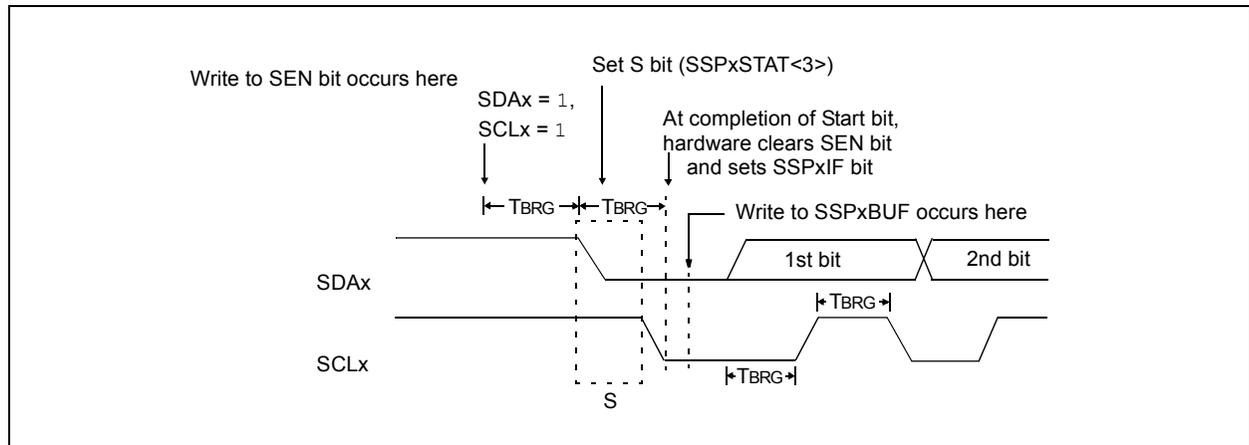 Write to SEN bit occurs here
Set S bit (SSPxSTAT<3>)
SDAx = 1,
SCLx = 1
At completion of Start bit,
hardware clears SEN bit
and sets SSPxIF bit
TBRG
TBRG
Write to SSPxBUF occurs here
SDAx
1st bit
2nd bit
TBRG
SCLx
TBRG
S